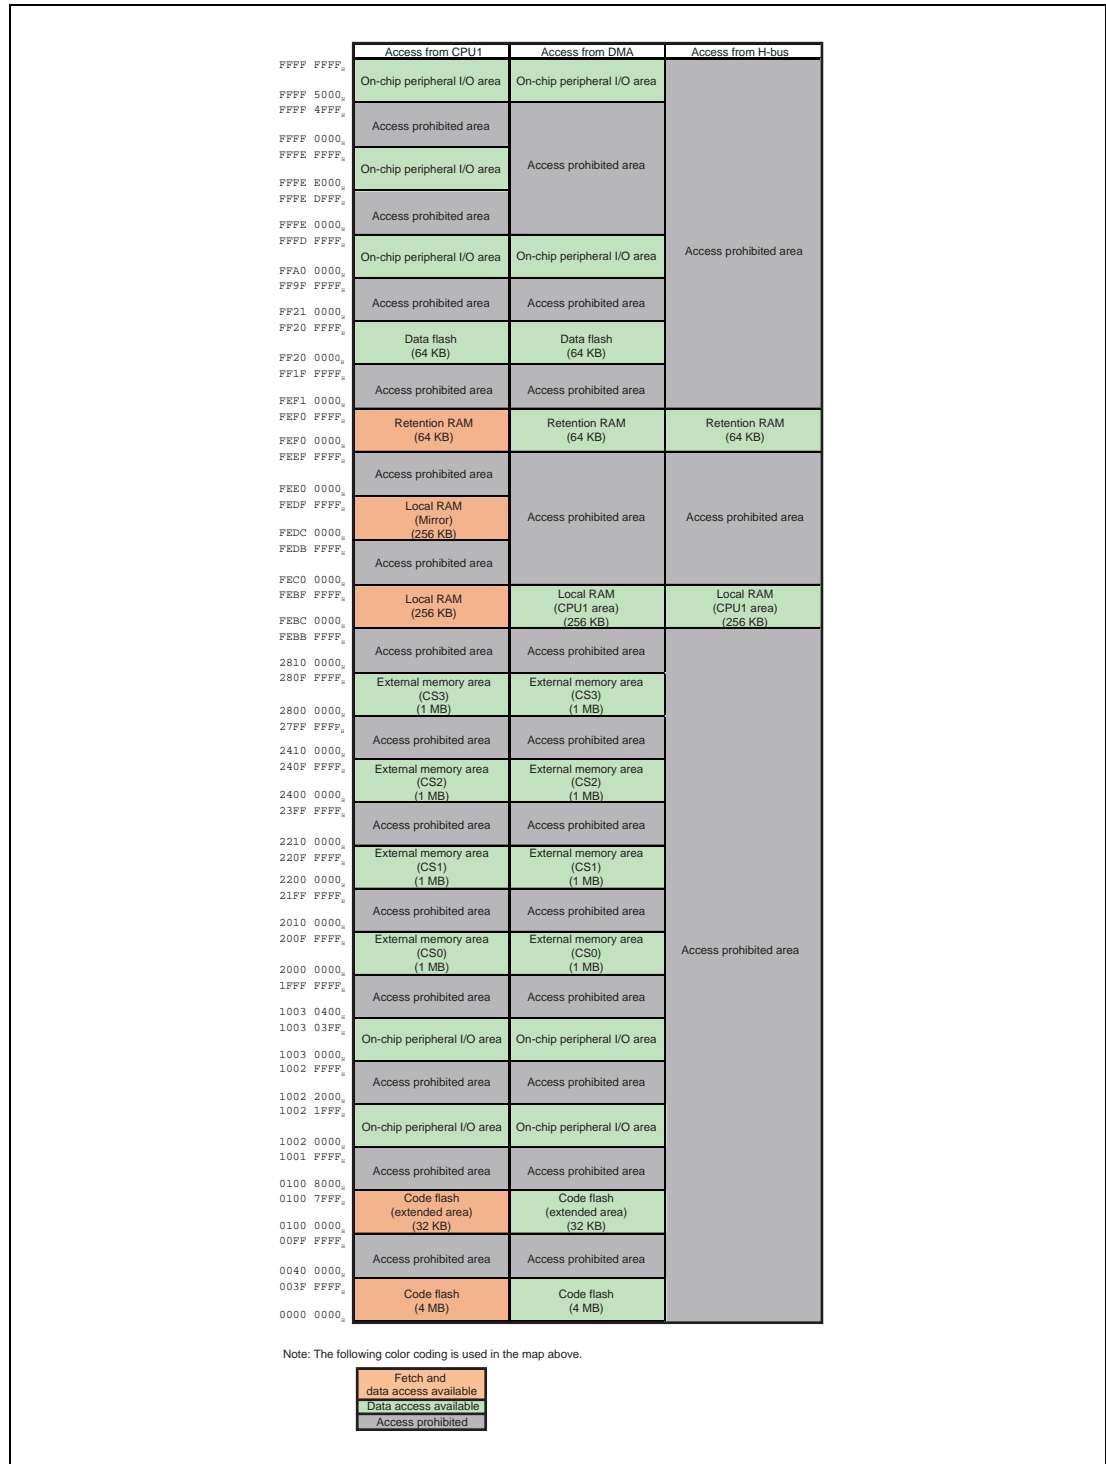 Access from CPU1 Access from DMA Access from H-bus
FFFF FFFFH
On-chip peripheral I/O area On-chip peripheral I/O area
FFFF 5000H
FFFF 4FFFH
Access prohibited area
FFFF 0000H
FFFE FFFFH
On-chip peripheral I/O area Access prohibited area
FFFE E000H
FFFE DFFFH
Access prohibited area
FFFE 0000H
FFFD FFFFH
On-chip peripheral I/O area On-chip peripheral I/O area Access prohibited area
FFA0 0000H
FF9F FFFFH
Access prohibited area Access prohibited area
FF21 0000H
FF20 FFFFH
Data flash Data flash
(64 KB) (64 KB)
FF20 0000H
FF1F FFFFH
Access prohibited area Access prohibited area
FEF1 0000H
FEF0 FFFFH
Retention RAM Retention RAM Retention RAM
(64 KB) (64 KB) (64 KB)
FEF0 0000H
FEEF FFFFH
Access prohibited area
FEE0 0000H
FEDF FFFFH
Local RAM
(Mirror) Access prohibited area Access prohibited area
(256 KB)
FEDC 0000H
FEDB FFFFH
Access prohibited area
FEC0 0000H
FEBF FFFFH
Local RAM Local RAM Local RAM
(256 KB) (CPU1 area) (CPU1 area)
(256 KB) (256 KB)
FEBC 0000H
FEBB FFFFH
Access prohibited area Access prohibited area
2810 0000H
280F FFFFH
External memory area External memory area
(CS3) (CS3)
(1 MB) (1 MB)
2800 0000H
27FF FFFFH
Access prohibited area Access prohibited area
2410 0000H
240F FFFFH
External memory area External memory area
(CS2) (CS2)
(1 MB) (1 MB)
2400 0000H
23FF FFFFH
Access prohibited area Access prohibited area
2210 0000H
220F FFFFH
External memory area External memory area
(CS1) (CS1)
(1 MB) (1 MB)
2200 0000H
21FF FFFFH
Access prohibited area Access prohibited area
2010 0000H
200F FFFFH
External memory area External memory area
(CS0) (CS0) Access prohibited area
(1 MB) (1 MB)
2000 0000H
1FFF FFFFH
Access prohibited area Access prohibited area
1003 0400H
1003 03FFH
On-chip peripheral I/O area On-chip peripheral I/O area
1003 0000H
1002 FFFFH
Access prohibited area Access prohibited area
1002 2000H
1002 1FFFH
On-chip peripheral I/O area On-chip peripheral I/O area
1002 0000H
1001 FFFFH
Access prohibited area Access prohibited area
0100 8000H
0100 7FFFH
Code flash Code flash
(extended area) (extended area)
(32 KB) (32 KB)
0100 0000H
00FF FFFFH
Access prohibited area Access prohibited area
0040 0000H
003F FFFFH
Code flash Code flash
(4 MB) (4 MB)
0000 0000H
Note: The following color coding is used in the map above.
Fetch and
data access available
Data access available
Access prohibited